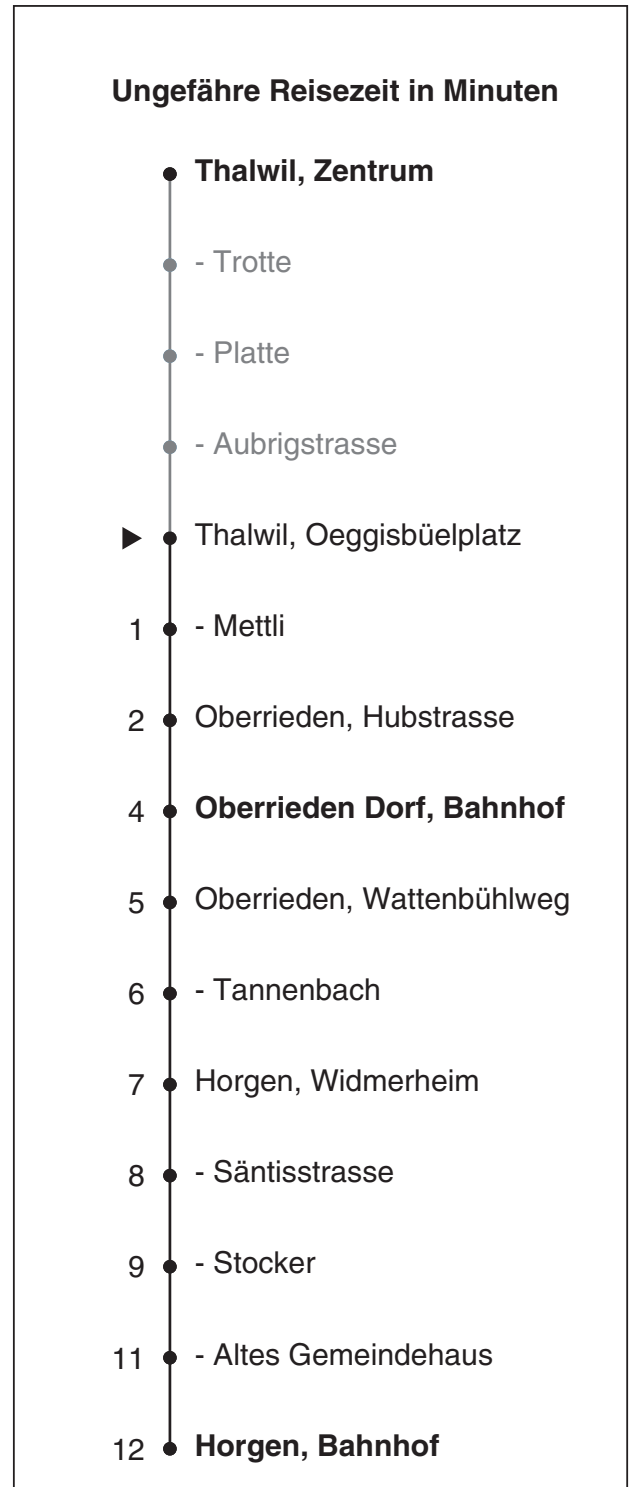 Ungefähre Reisezeit in Minuten
Thalwil, Zentrum
- Trotte
- Platte
- Aubrigstrasse
Thalwil, Oeggisbüelplatz
1 - Mettli
2 Oberrieden, Hubstrasse
4 Oberrieden Dorf, Bahnhof
5 Oberrieden, Wattenbühlweg
6 - Tannenbach
7 Horgen, Widmerheim
8 - Säntisstrasse
9 - Stocker
11 - Altes Gemeindehaus
12 Horgen, Bahnhof